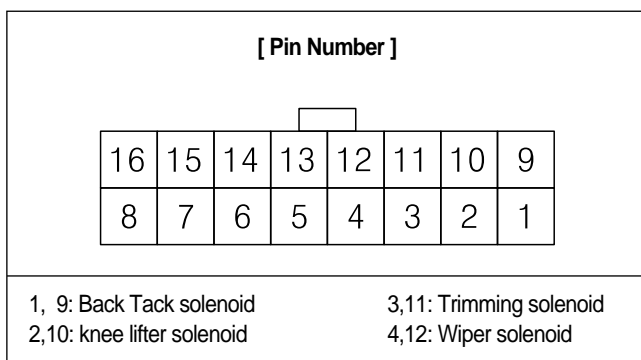 [ Pin Number ]
16 15 14 13 12 11 10 9
8 7 6 5 4 3 2 1
1, 9: Back Tack solenoid 3,11: Trimming solenoid
2,10: knee lifter solenoid 4,12: Wiper solenoid